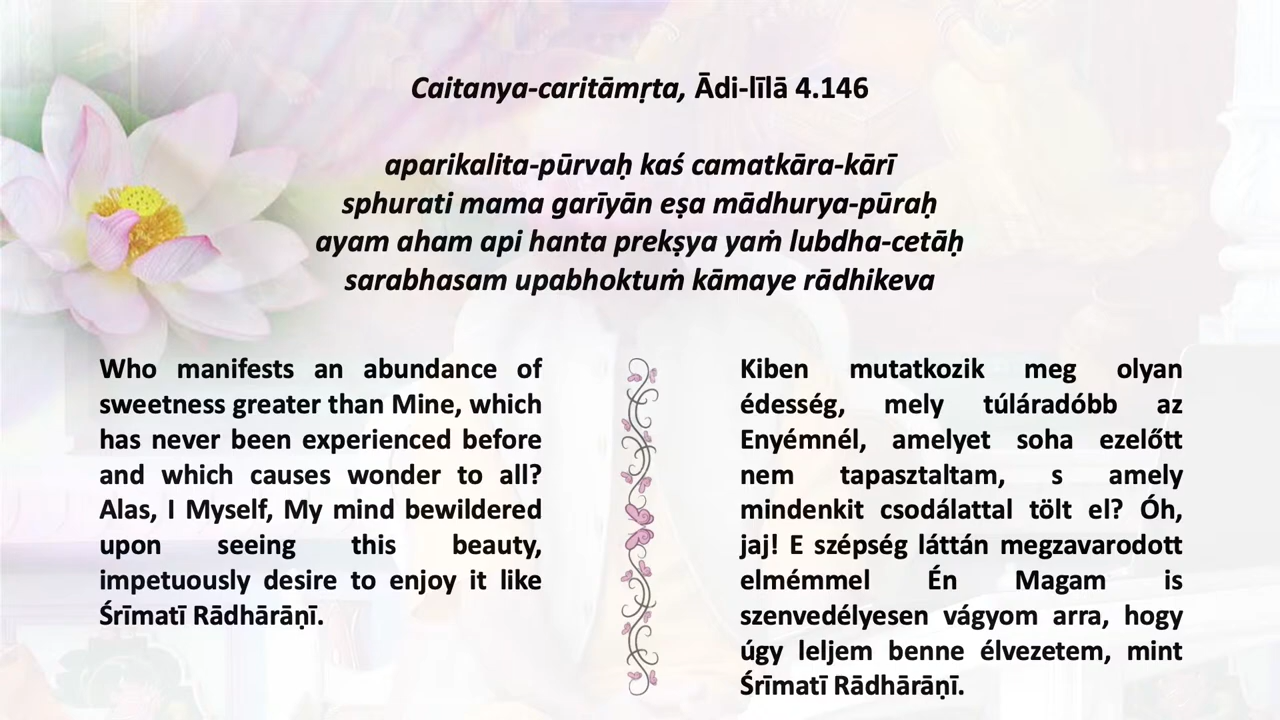 Caitanya-caritāmṛta, Ādi-līlā 4.146
aparikalita-pūrvaḥ kaś camatkāra-kārī
sphurati mama garīyān eṣa mādhurya-pūraḥ
ayam aham api hanta prekṣya yaṁ lubdha-cetāḥ
sarabhasam upabhoktuṁ kāmaye rādhikeva
Who manifests an abundance of
sweetness greater than Mine, which
has never been experienced before
and which causes wonder to all?
Alas, I Myself, My mind bewildered
upon seeing this beauty,
impetuously desire to enjoy it like
Śrīmatī Rādhārāṇī.
Kiben mutatkozik meg olyan
édesség, mely túláradóbb az
Enyémnél, amelyet soha ezelőtt
nem tapasztaltam, s amely
mindenkit csodálattal tölt el? Óh,
jaj! E szépség láttán megzavarodott
elmémmel Én Magam is
szenvedélyesen vágyom arra, hogy
úgy leljem benne élvezetem, mint
Śrīmatī Rādhārāṇī.